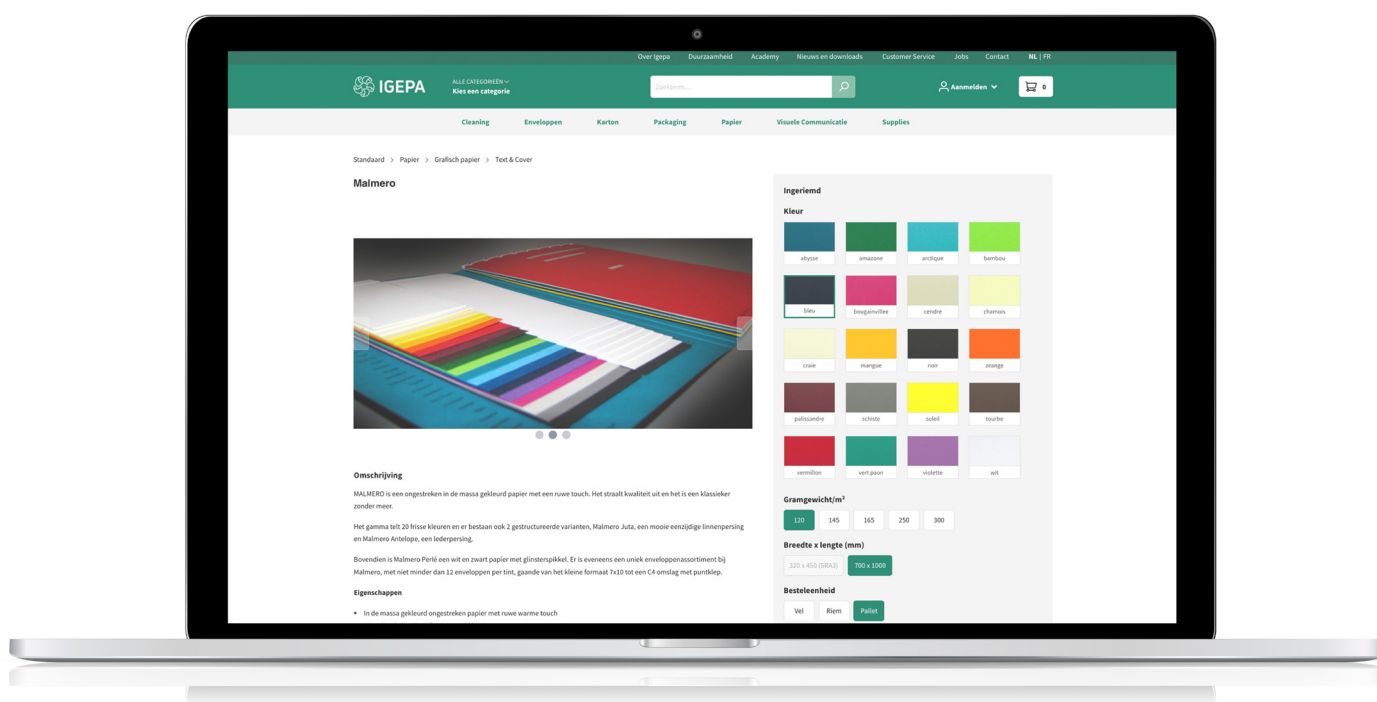 Over Igepa Duurzaamheid Academy Nieuws en downloads Customer Service Jobs Contact NL | FR
IGEPA
ALLE CATEGORIEËN
Kies een categorie
Zoekterm...
Aanmelden
0
Cleaning Enveloppen Karton Packaging Papier Visuele Communicatie Supplies
Standaard > Papier > Grafisch papier > Text & Cover
Malmero
Omschrijving
MALMERO is een ongestreken in de massa gekleurd papier met een ruwe touch. Het straalt kwaliteit uit en het is een klassieker
zonder meer.
Het gamma telt 20 frisse kleuren en er bestaan ook 2 gestructureerde varianten, Malmero Juta, een mooie eenzijdige linnenpersing
en Malmero Antelope, een lederpersing.
Bovendien is Malmero Perlé een wit en zwart papier met glinsterspikkel. Er is eveneens een uniek enveloppenassortiment bij
Malmero, met niet minder dan 12 enveloppen per tint, gaande van het kleine formaat 7x10 tot een C4 omslag met puntklep.
Eigenschappen
• In de massa gekleurd ongestreken papier met ruwe warme touch
Ingeriemd
Kleur
abysse amazone arctique bambou
bleu bougainvillee cendre chamois
craie mangue noir orange
palissandre schiste soleil tourbe
vermillon vert paon violette wit
Gramgewicht/m²
120 145 165 250 300
Breedte x lengte (mm)
320 x 450 (SRA3) 700 x 1000
Besteleenheid
Vel Riem Pallet